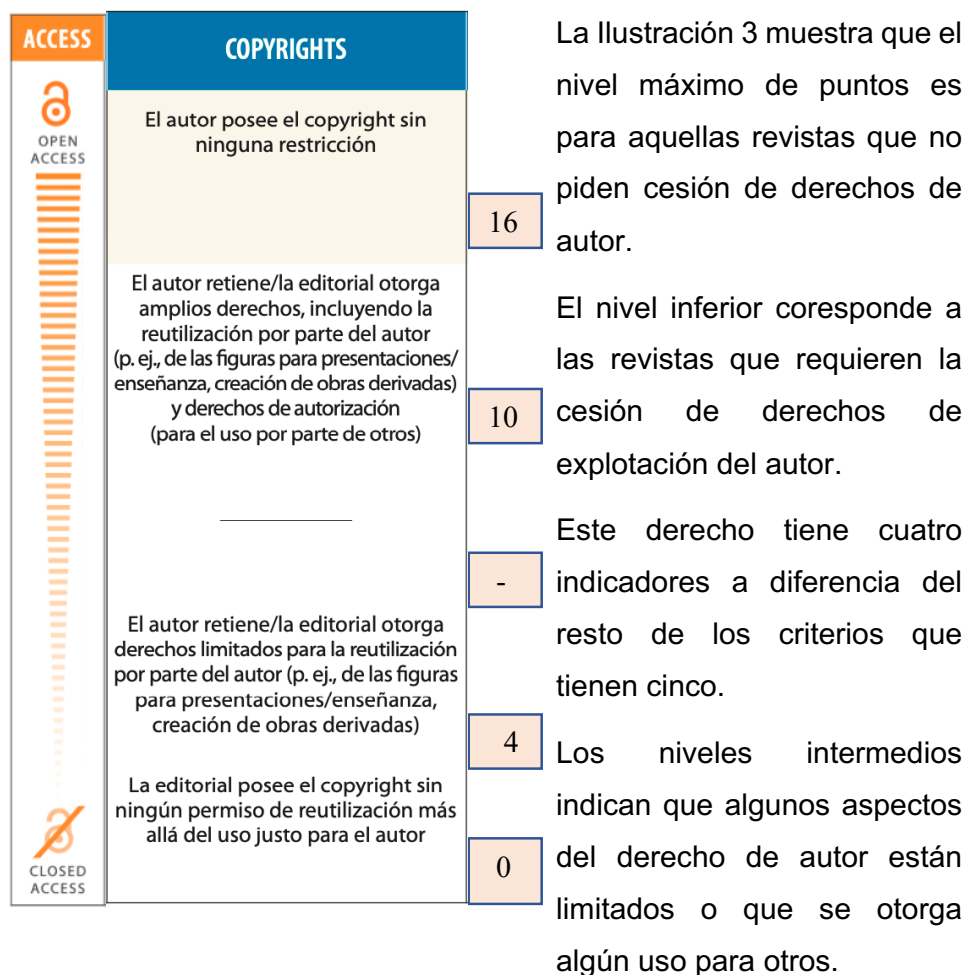 ACCESS
OPEN
ACCESS
CLOSED
ACCESS
COPYRIGHTS
El autor posee el copyright sin
ninguna restricción
16
El autor retiene/la editorial otorga
amplios derechos, incluyendo la
reutilización por parte del autor
(p. ej., de las figuras para presentaciones/
enseñanza, creación de obras derivadas)
y derechos de autorización
(para el uso por parte de otros)
10
-
El autor retiene/la editorial otorga
derechos limitados para la reutilización
por parte del autor (p. ej., de las figuras
para presentaciones/enseñanza,
creación de obras derivadas)
4
La editorial posee el copyright sin
ningún permiso de reutilización más
allá del uso justo para el autor
0
La Ilustración 3 muestra que el
nivel máximo de puntos es
para aquellas revistas que no
piden cesión de derechos de
autor.
El nivel inferior coresponde a
las revistas que requieren la
cesión de derechos de
explotación del autor.
Este derecho tiene cuatro
indicadores a diferencia del
resto de los criterios que
tienen cinco.
Los niveles intermedios
indican que algunos aspectos
del derecho de autor están
limitados o que se otorga
algún uso para otros.